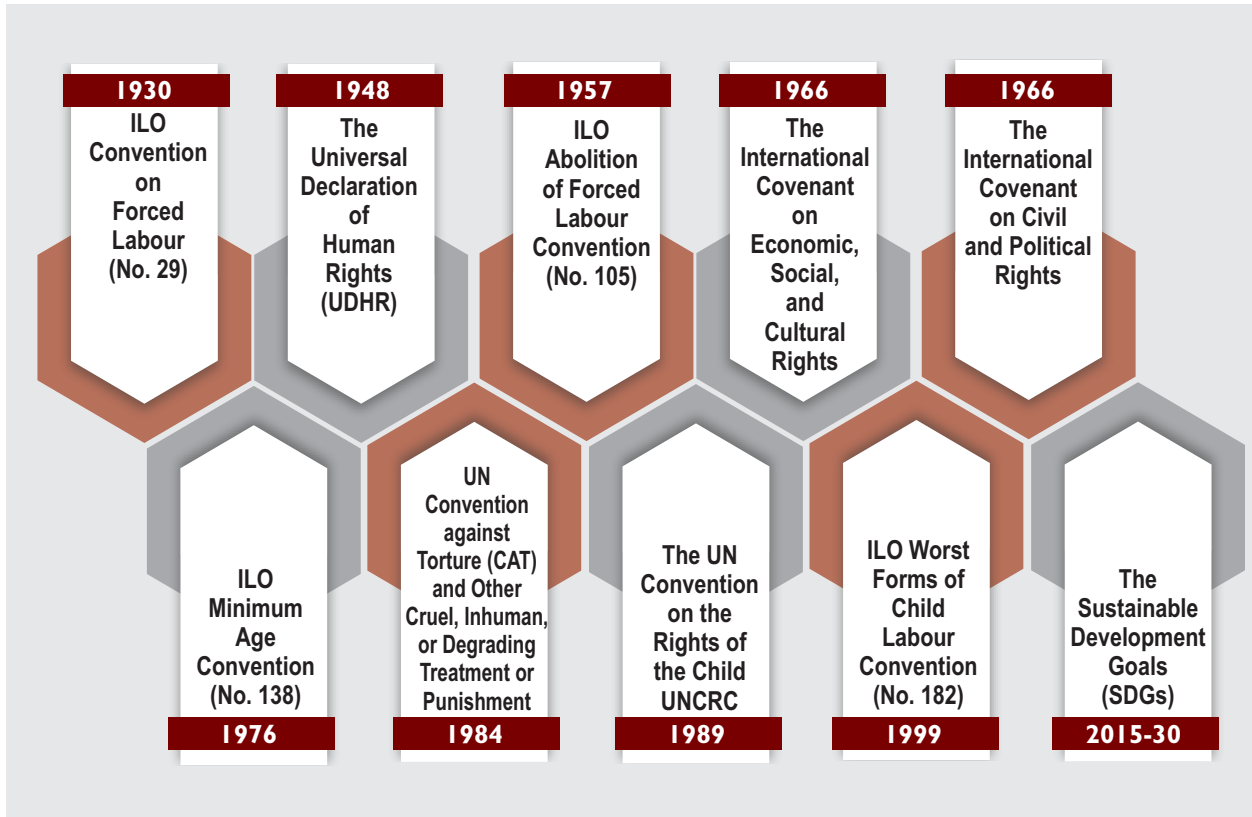 1930
ILO
Convention
on
Forced
Labour
(No. 29)
1948
The
Universal
Declaration
of
Human
Rights
(UDHR)
1957
ILO
Abolition
of Forced
Labour
Convention
(No. 105)
1966
The
International
Covenant
on
Economic,
Social,
and
Cultural
Rights
1966
The
International
Covenant
on Civil
and Political
Rights
ILO
Minimum
Age
Convention
(No. 138)
1976
UN
Convention
against
Torture (CAT)
and Other
Cruel, Inhuman,
or Degrading
Treatment or
Punishment
1984
The UN
Convention
on the
Rights of
the Child
UNCRC
1989
ILO Worst
Forms of
Child
Labour
Convention
(No. 182)
1999
The
Sustainable
Development
Goals
(SDGs)
2015-30